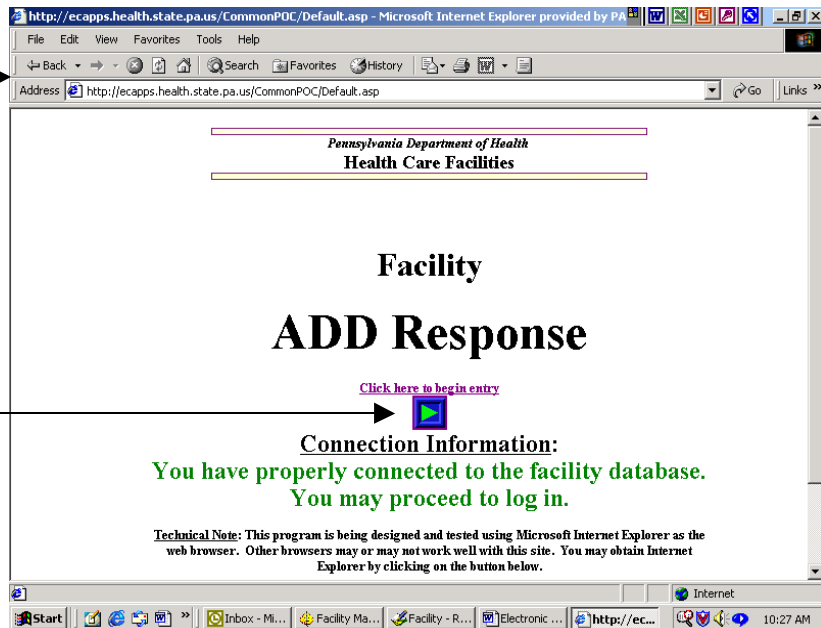 http://ecapps.health.state.pa.us/CommonPOC/Default.asp - Microsoft Internet Explorer provided by PA
File Edit View Favorites Tools Help
Back Search Favorites History
Address http://ecapps.health.state.pa.us/CommonPOC/Default.asp Go Links »
Pennsylvania Department of Health
Health Care Facilities
Facility
ADD Response
Click here to begin entry
Connection Information:
You have properly connected to the facility database.
You may proceed to log in.
Technical Note: This program is being designed and tested using Microsoft Internet Explorer as the
web browser. Other browsers may or may not work well with this site. You may obtain Internet
Explorer by clicking on the button below.
Internet
Start » Inbox - Mi... Facility Ma... Facility - R... Electronic ... http://ec... 10:27 AM